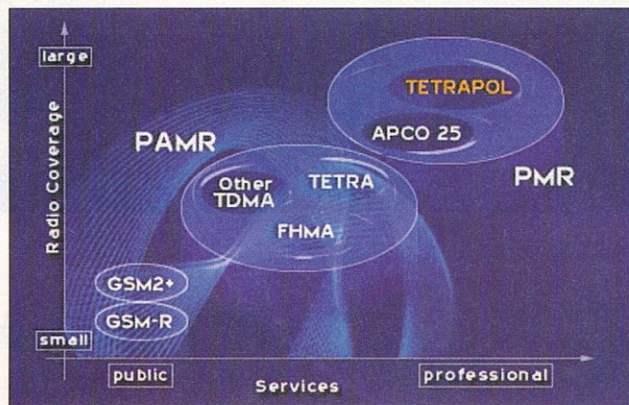 large
TETRAPOL
APCO 25
PAMR
PMR
Radio Coverage
Other
TDMA
TETRA
FHMA
GSM2+
GSM-R
small
public
Services
professional